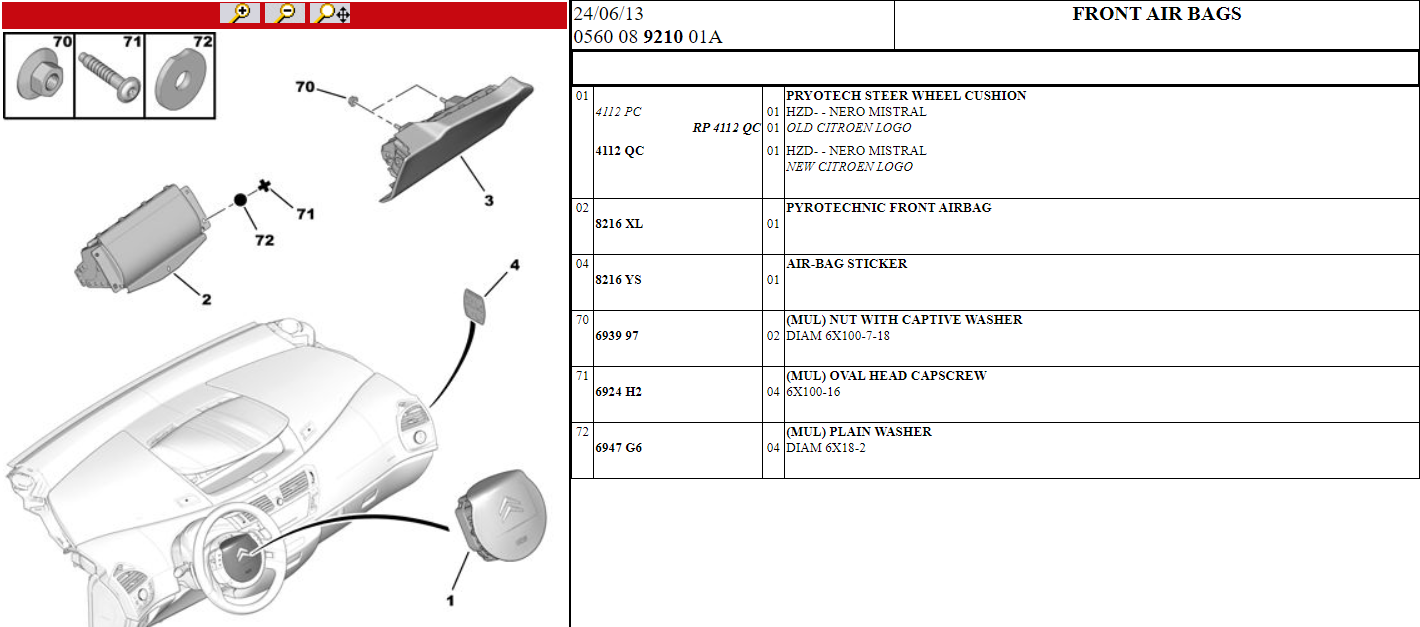 70 71 72
70
3
71
72
2
4
1
24/06/13
0560 08 9210 01A
FRONT AIR BAGS
01 PRYOTECH STEER WHEEL CUSHION
4112 PC 01 HZD- - NERO MISTRAL
RP 4112 QC 01 OLD CITROEN LOGO
4112 QC 01 HZD- - NERO MISTRAL
NEW CITROEN LOGO
02 PYROTECHNIC FRONT AIRBAG
8216 XL 01
04 AIR-BAG STICKER
8216 YS 01
70 (MUL) NUT WITH CAPTIVE WASHER
6939 97 02 DIAM 6X100-7-18
71 (MUL) OVAL HEAD CAPSCREW
6924 H2 04 6X100-16
72 (MUL) PLAIN WASHER
6947 G6 04 DIAM 6X18-2